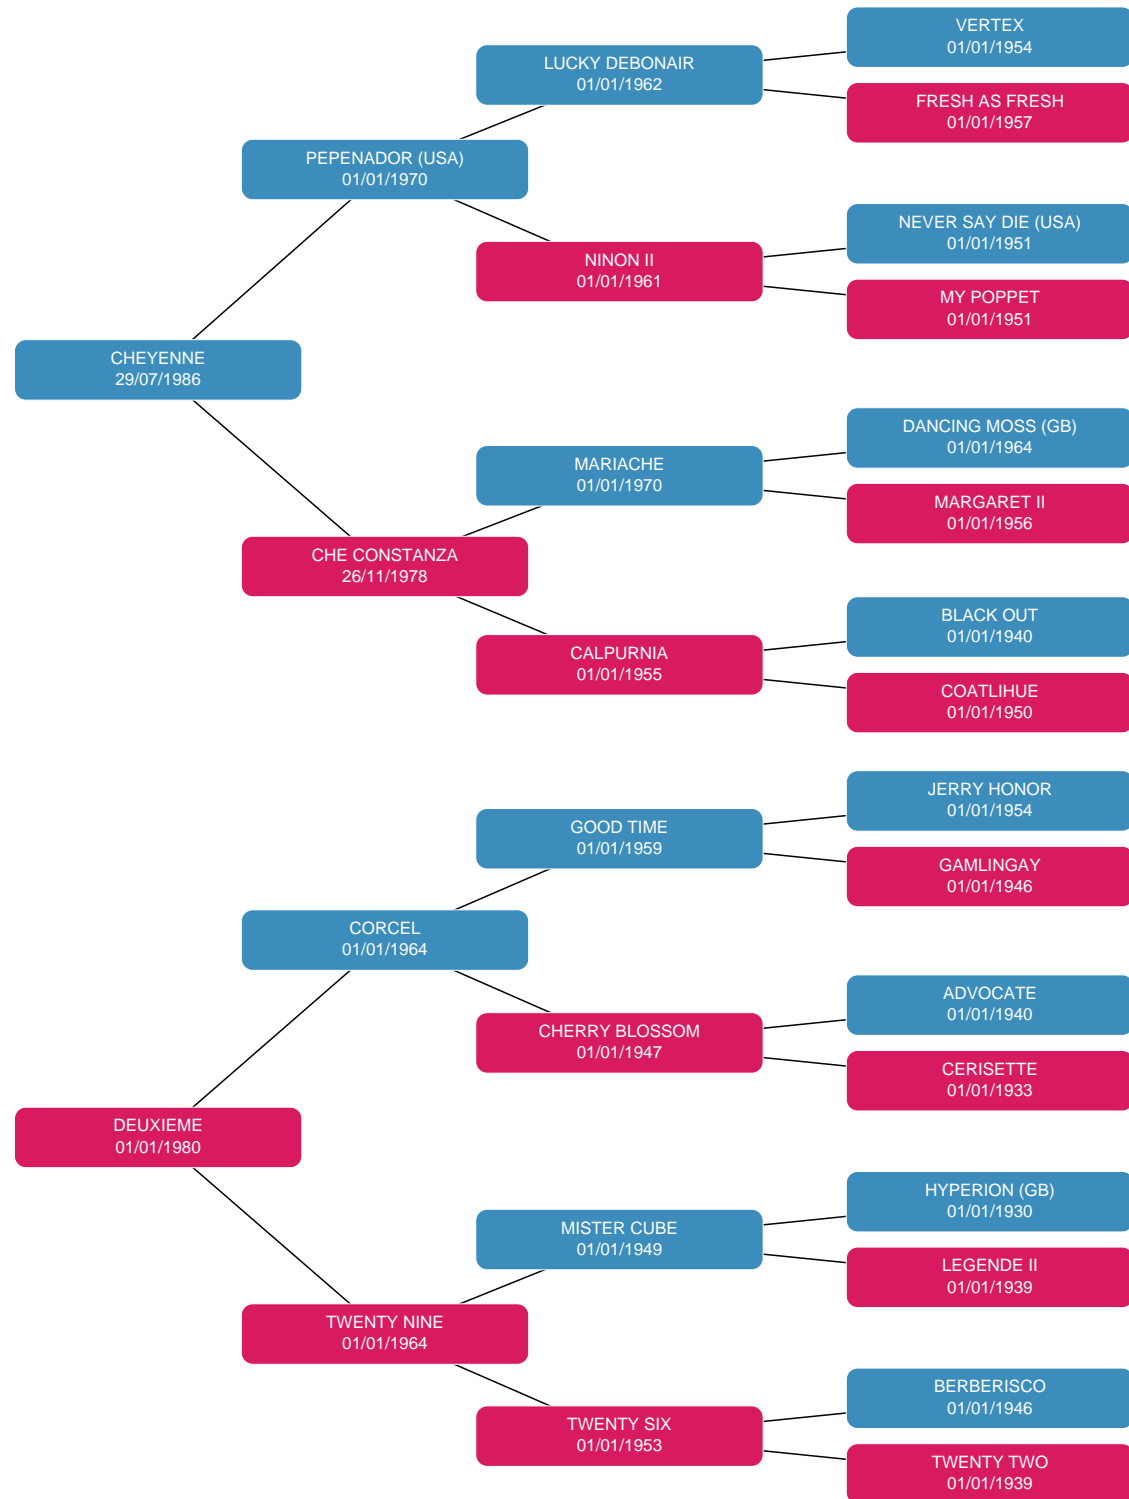 VERTEX
01/01/1954
LUCKY DEBONAIR
01/01/1962
FRESH AS FRESH
01/01/1957
PEPENADOR (USA)
01/01/1970
NEVER SAY DIE (USA)
01/01/1951
NINON II
01/01/1961
MY POPPET
01/01/1951
CHEYENNE
29/07/1986
DANCING MOSS (GB)
01/01/1964
MARIACHE
01/01/1970
MARGARET II
01/01/1956
CHE CONSTANZA
26/11/1978
BLACK OUT
01/01/1940
CALPURNIA
01/01/1955
COATLIHUE
01/01/1950
JERRY HONOR
01/01/1954
GOOD TIME
01/01/1959
GAMLINGAY
01/01/1946
CORCEL
01/01/1964
ADVOCATE
01/01/1940
CHERRY BLOSSOM
01/01/1947
CERISETTE
01/01/1933
DEUXIEME
01/01/1980
HYPERION (GB)
01/01/1930
MISTER CUBE
01/01/1949
LEGENDE II
01/01/1939
TWENTY NINE
01/01/1964
BERBERISCO
01/01/1946
TWENTY SIX
01/01/1953
TWENTY TWO
01/01/1939